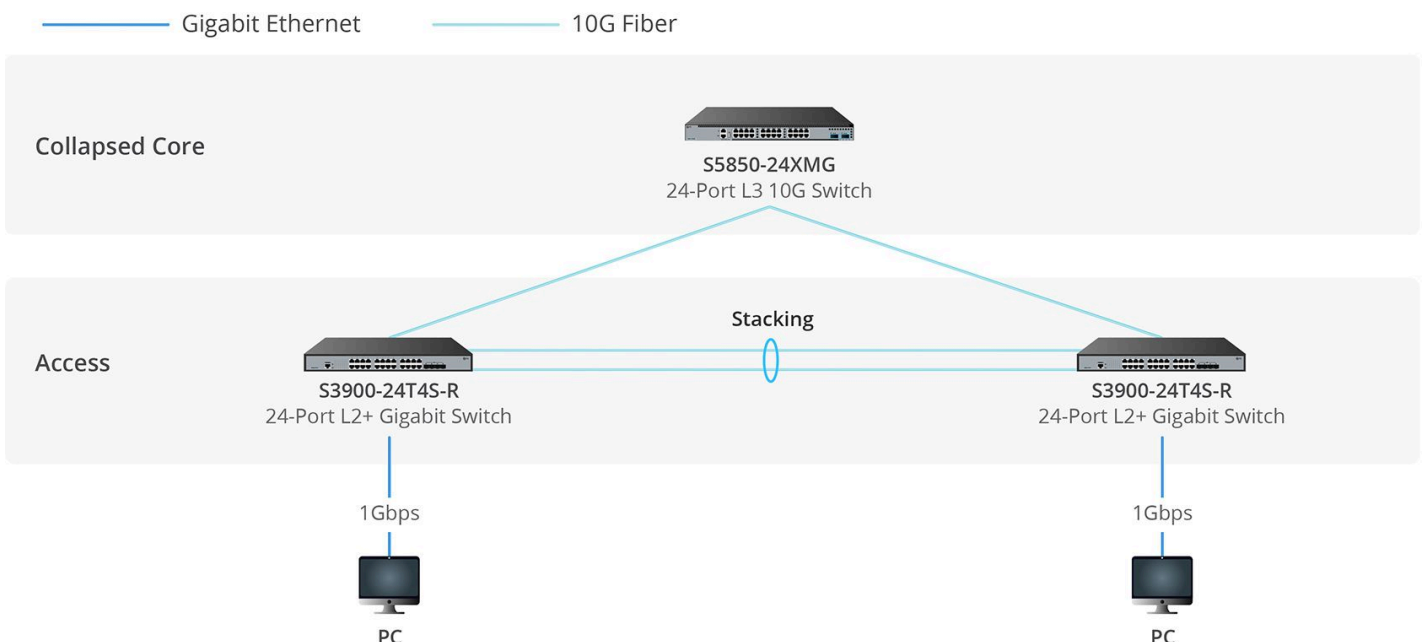 Gigabit Ethernet
10G Fiber
Collapsed Core
S5850-24XMG
24-Port L3 10G Switch
Stacking
Access
S3900-24T4S-R
24-Port L2+ Gigabit Switch
S3900-24T4S-R
24-Port L2+ Gigabit Switch
1Gbps
1Gbps
PC
PC